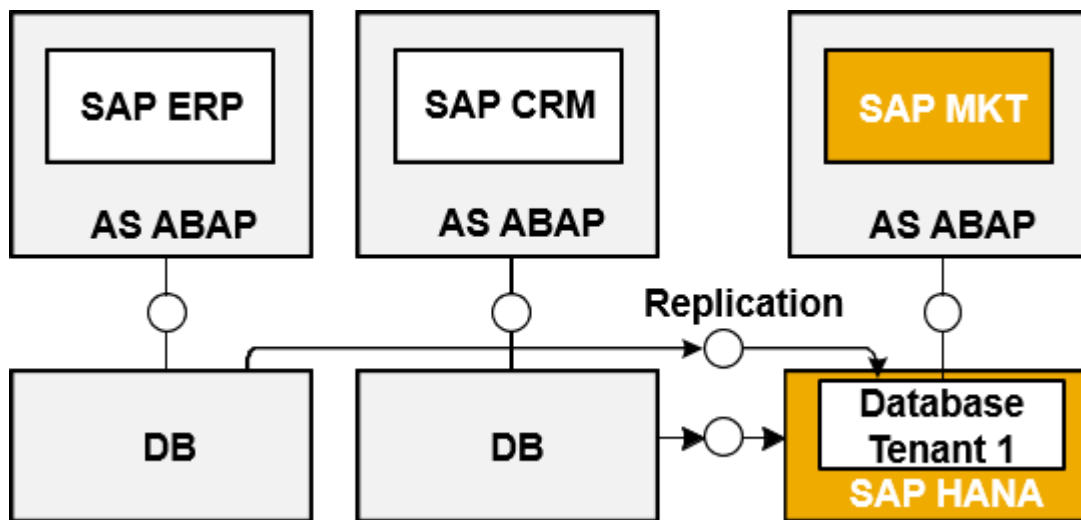 SAP ERP
SAP CRM
SAP MKT
AS ABAP
AS ABAP
AS ABAP
Replication
DB
DB
Database
Tenant 1
SAP HANA